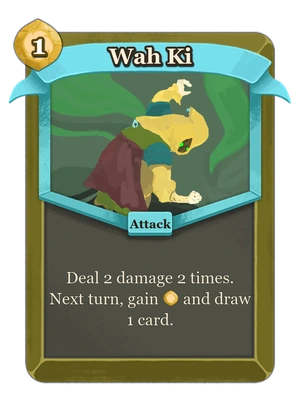 1
Wah Ki
Attack
Deal 2 damage 2 times.
Next turn, gain and draw
1 card.